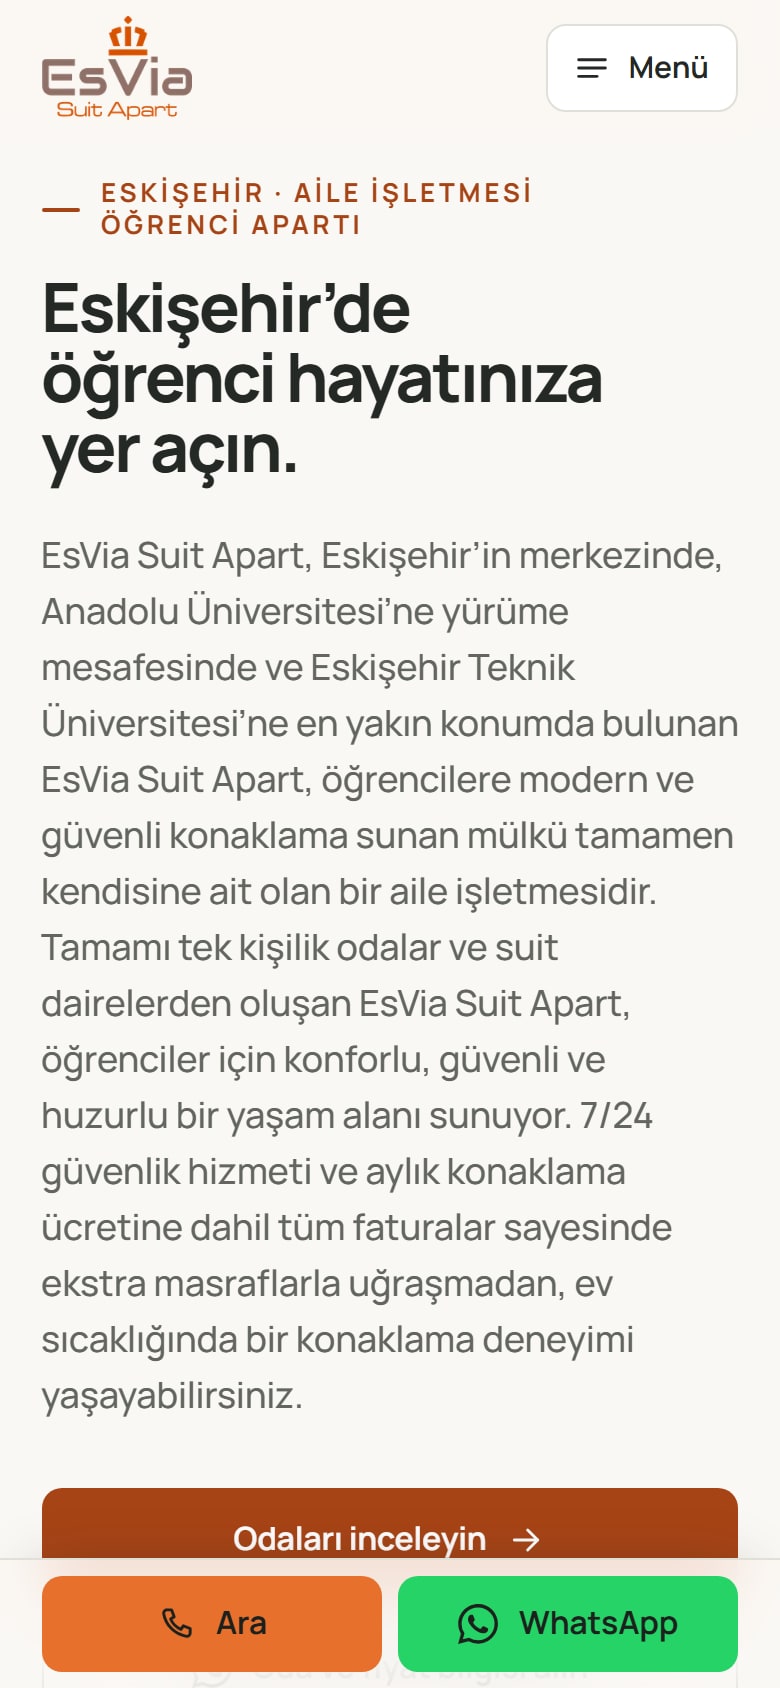 EsVia
Suit Apart
Menü
ESKİŞEHİR · AİLE İŞLETMESİ
ÖĞRENCİ APARTI
Eskişehir’de
öğrenci hayatınıza
yer açın.
EsVia Suit Apart, Eskişehir’in merkezinde,
Anadolu Üniversitesi’ne yürüme
mesafesinde ve Eskişehir Teknik
Üniversitesi’ne en yakın konumda bulunan
EsVia Suit Apart, öğrencilere modern ve
güvenli konaklama sunan mülkü tamamen
kendisine ait olan bir aile işletmesidir.
Tamamı tek kişilik odalar ve suit
dairelerden oluşan EsVia Suit Apart,
öğrenciler için konforlu, güvenli ve
huzurlu bir yaşam alanı sunuyor. 7/24
güvenlik hizmeti ve aylık konaklama
ücretine dahil tüm faturalar sayesinde
ekstra masraflarla uğraşmadan, ev
sıcaklığında bir konaklama deneyimi
yaşayabilirsiniz.
Odaları inceleyin →
Ara
WhatsApp